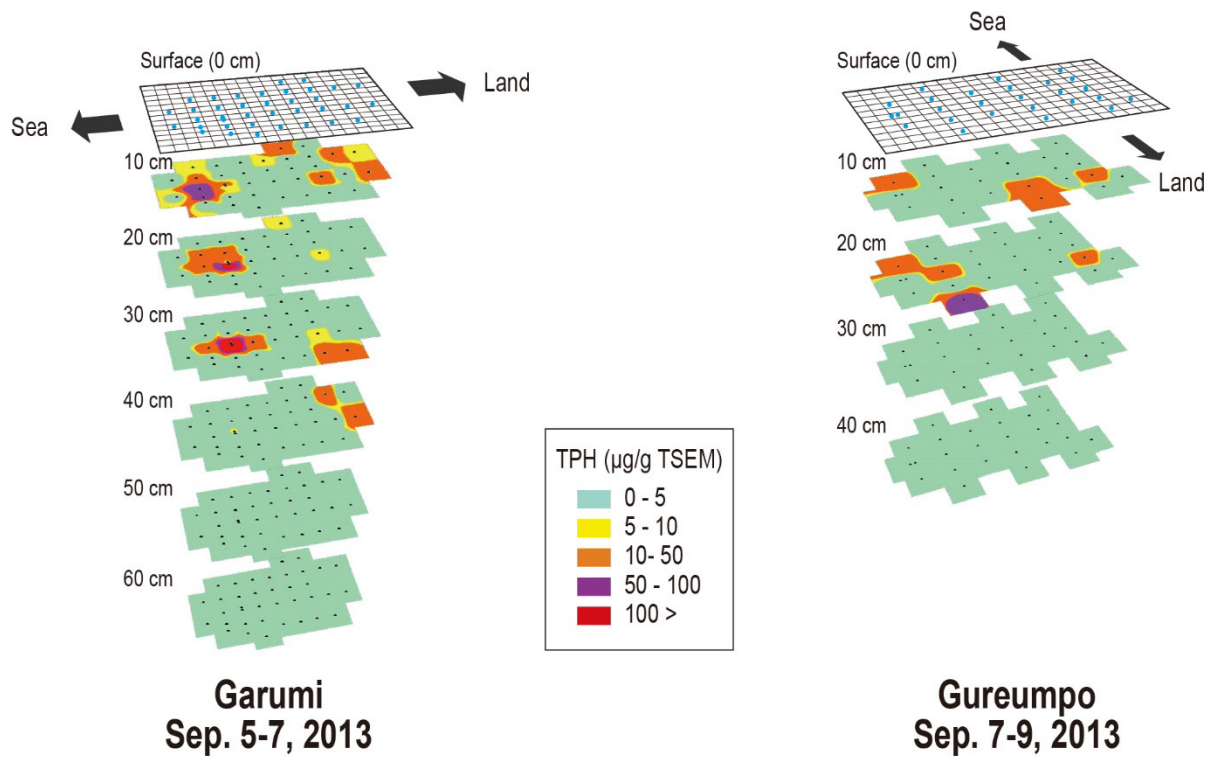 Surface (0 cm)
Land
Sea
10 cm
20 cm
30 cm
40 cm
50 cm
60 cm
Garumi
Sep. 5-7, 2013
TPH (µg/g TSEM)
0 - 5
5 - 10
10- 50
50 - 100
100 >
Sea
Surface (0 cm)
10 cm
Land
20 cm
30 cm
40 cm
Gureumpo
Sep. 7-9, 2013